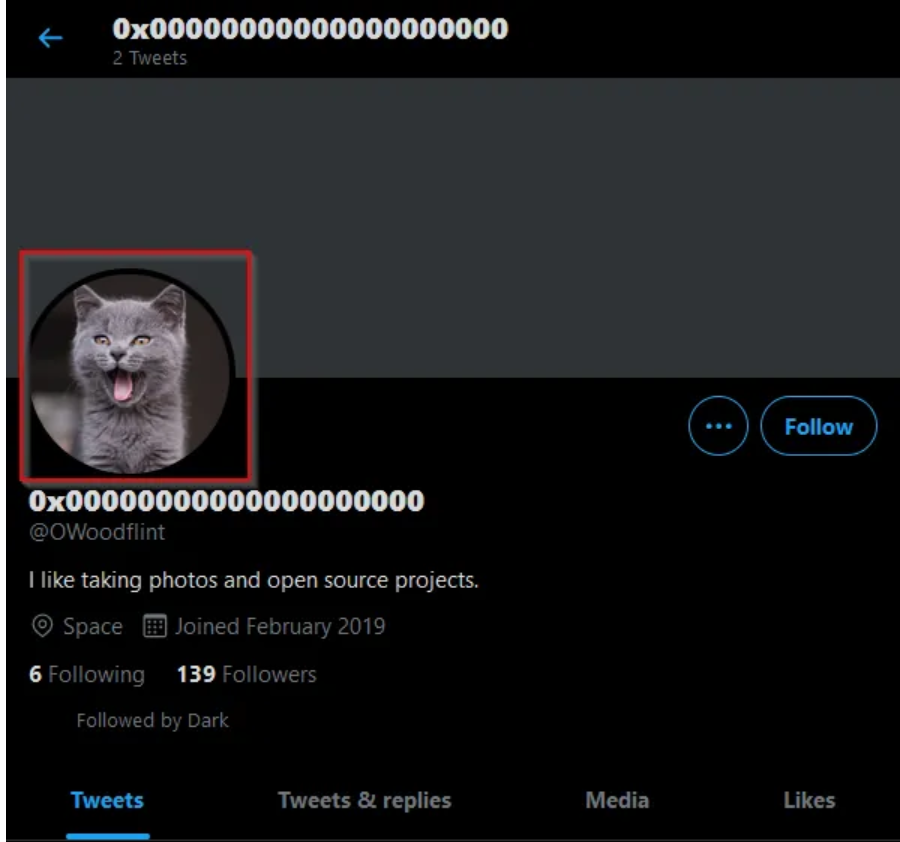 0x00000000000000000000
2 Tweets
Follow
0x00000000000000000000
@OWoodflint
I like taking photos and open source projects.
Space Joined February 2019
6 Following 139 Followers
Followed by Dark
Tweets Tweets & replies Media Likes